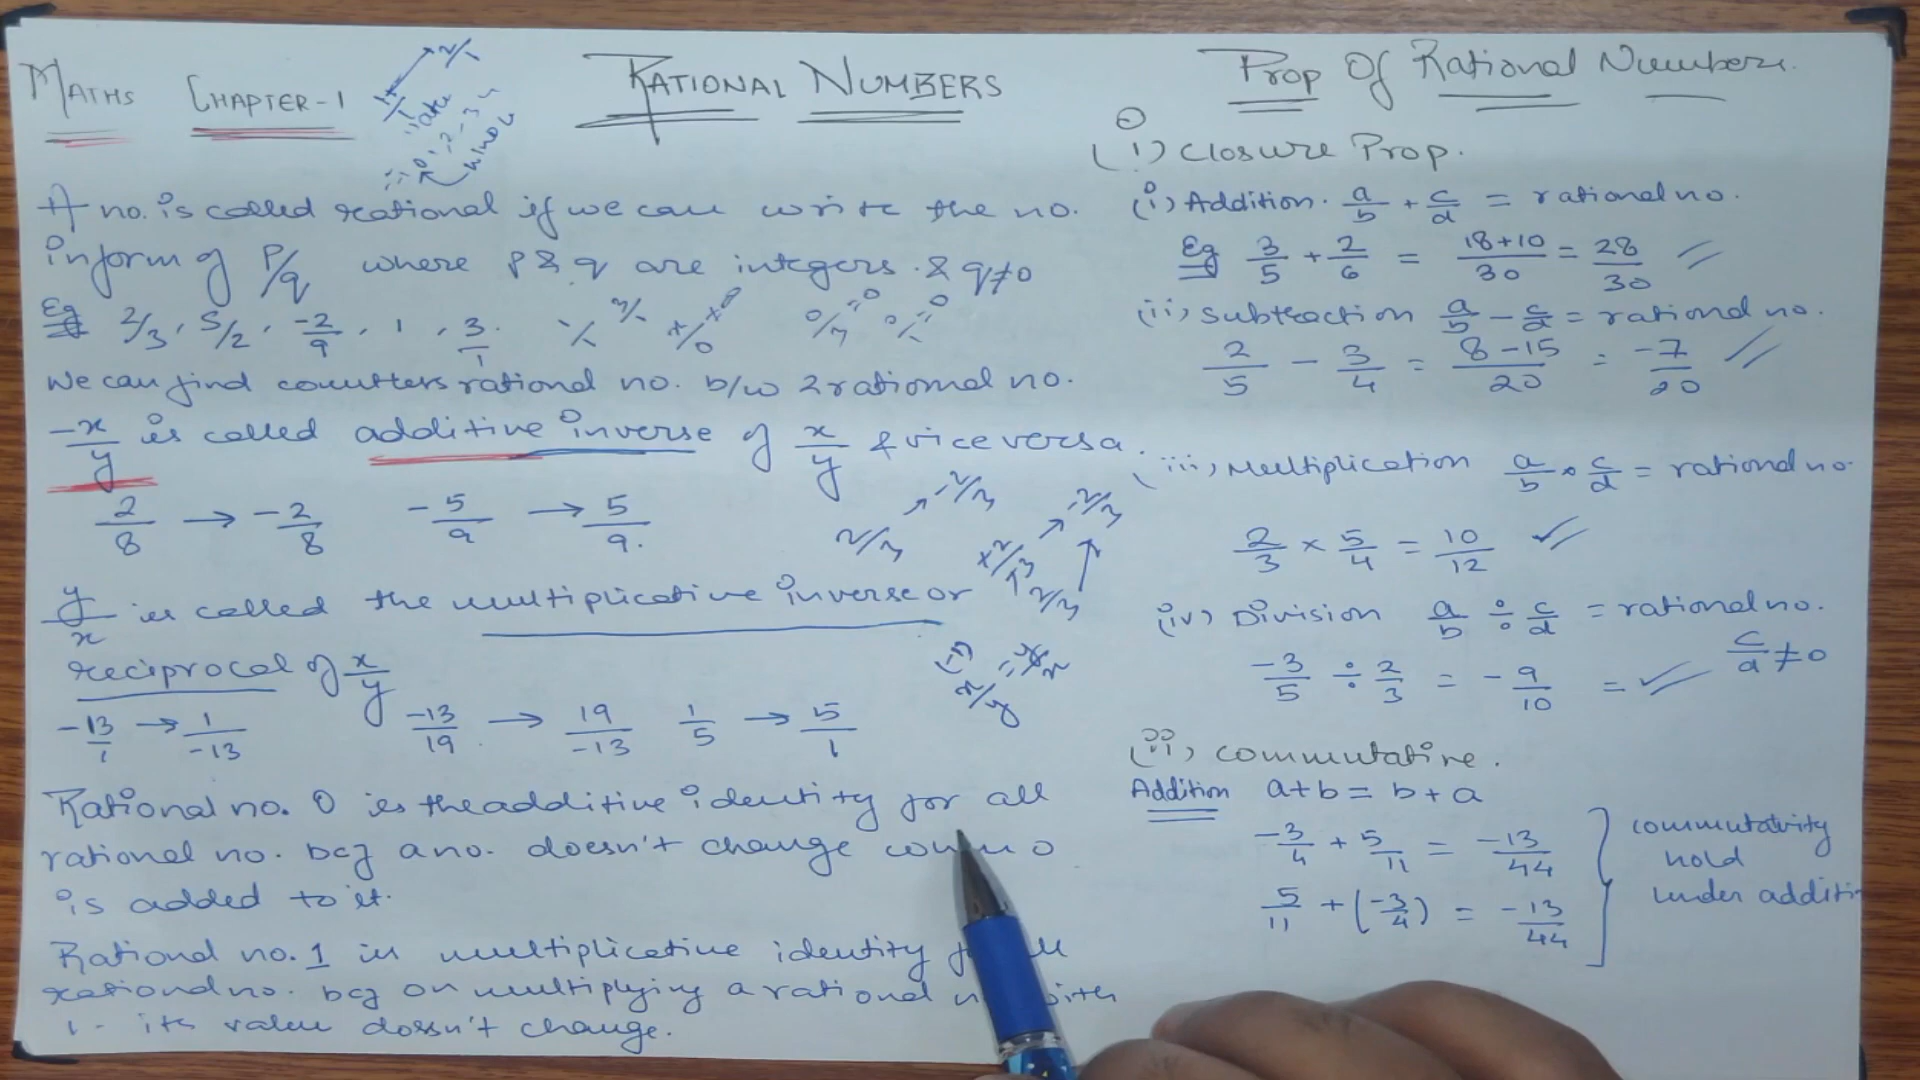 MATHS CHAPTER-1
RATIONAL NUMBERS
A no. is called rational if we can write the no.
in form of P/q where P & q are integers. & q≠0
Eg 2/3, 5/2, -2/9, 1, 3/1.
We can find countless rational no. b/w 2 rational no.
-x/y is called additive inverse of x/y & vice versa.
2/8 → -2/8 -5/9 → 5/9.
y/x is called the multiplicative inverse or
reciprocal of x/y
-13/1 → 1/-13 -13/19 → 19/-13 1/5 → 5/1
Rational no. 0 is the additive identity for all
rational no. bcz a no. doesn't change 0
is added to it.
Rational no. 1 is multiplicative identity
rational no. bcz on multiplying a rational
1. its value doesn't change.
Prop Of Rational Numbers.
(i) Closure Prop.
(i) Addition. a/b + c/d = rational no.
Eg 3/5 + 2/6 = 18+10/30 = 28/30
(ii) Subtraction a/b - c/d = rational no.
2/5 - 3/4 = 8-15/20 = -7/20
(iii) Multiplication a/b . c/d = rational no.
2/3 × 5/4 = 10/12 ✓
(iv) Division a/b ÷ c/d = rational no.
c/d ≠ 0
-3/5 ÷ 2/3 = -9/10 = ✓
(ii) Commutative.
Addition a+b = b+a
-3/4 + 5/11 = -13/44
5/11 + (-3/4) = -13/44
commutativity
hold
under